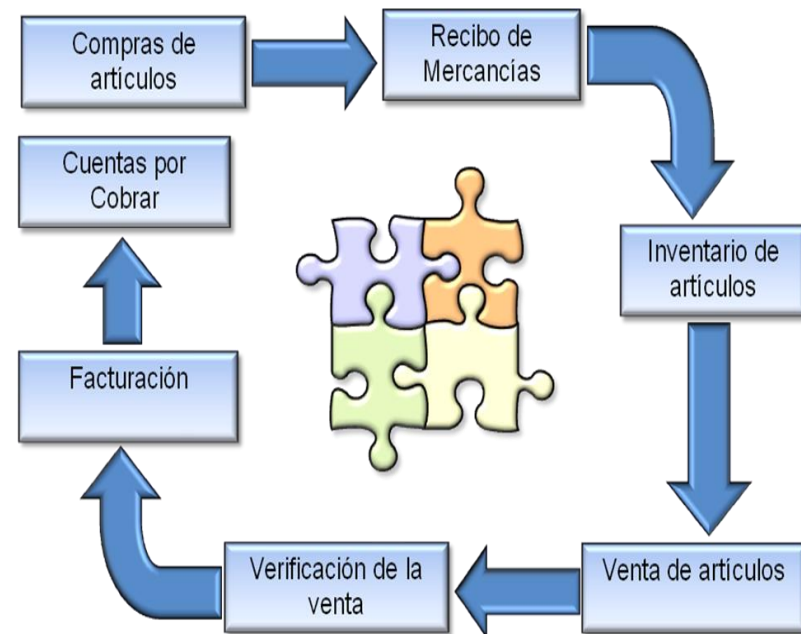 Compras de
artículos
Recibo de
Mercancías
Inventario de
artículos
Venta de artículos
Verificación de la
venta
Facturación
Cuentas por
Cobrar